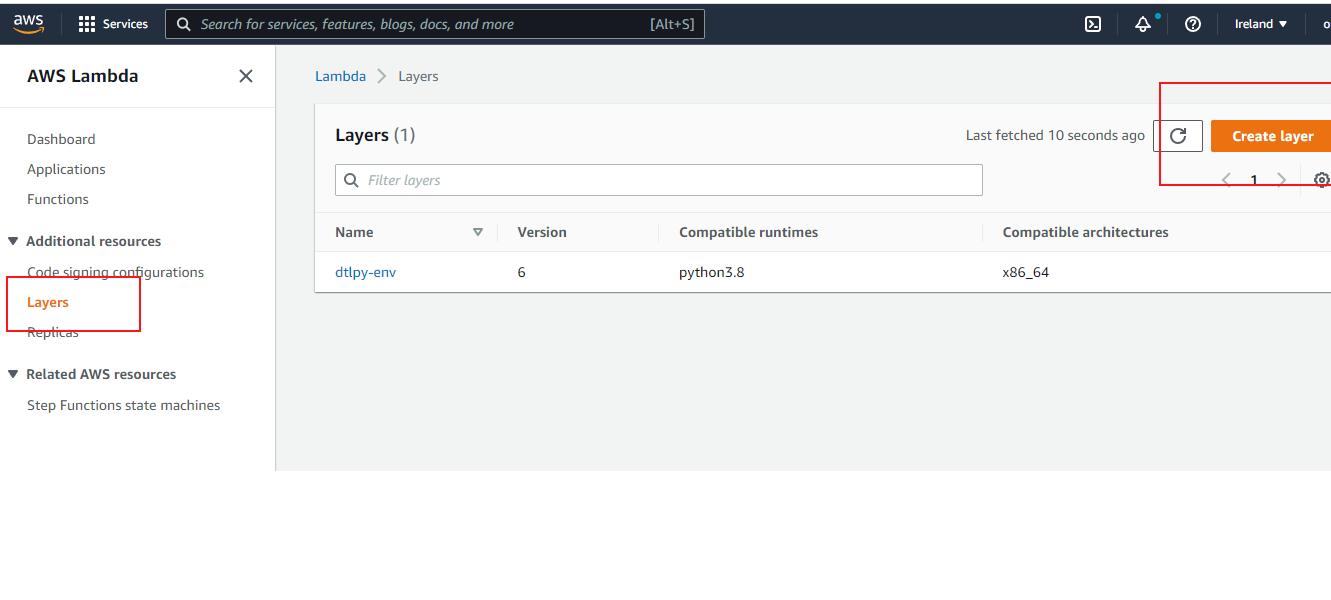 aws Services Search for services, features, blogs, docs, and more [Alt+S] Ireland
AWS Lambda
Lambda Layers
Dashboard
Applications
Functions
Additional resources
Code signing configurations
Layers
Replicas
Related AWS resources
Step Functions state machines
Layers (1) Last fetched 10 seconds ago Create layer
Filter layers 1
Name Version Compatible runtimes Compatible architectures
dtlpy-env 6 python3.8 x86_64